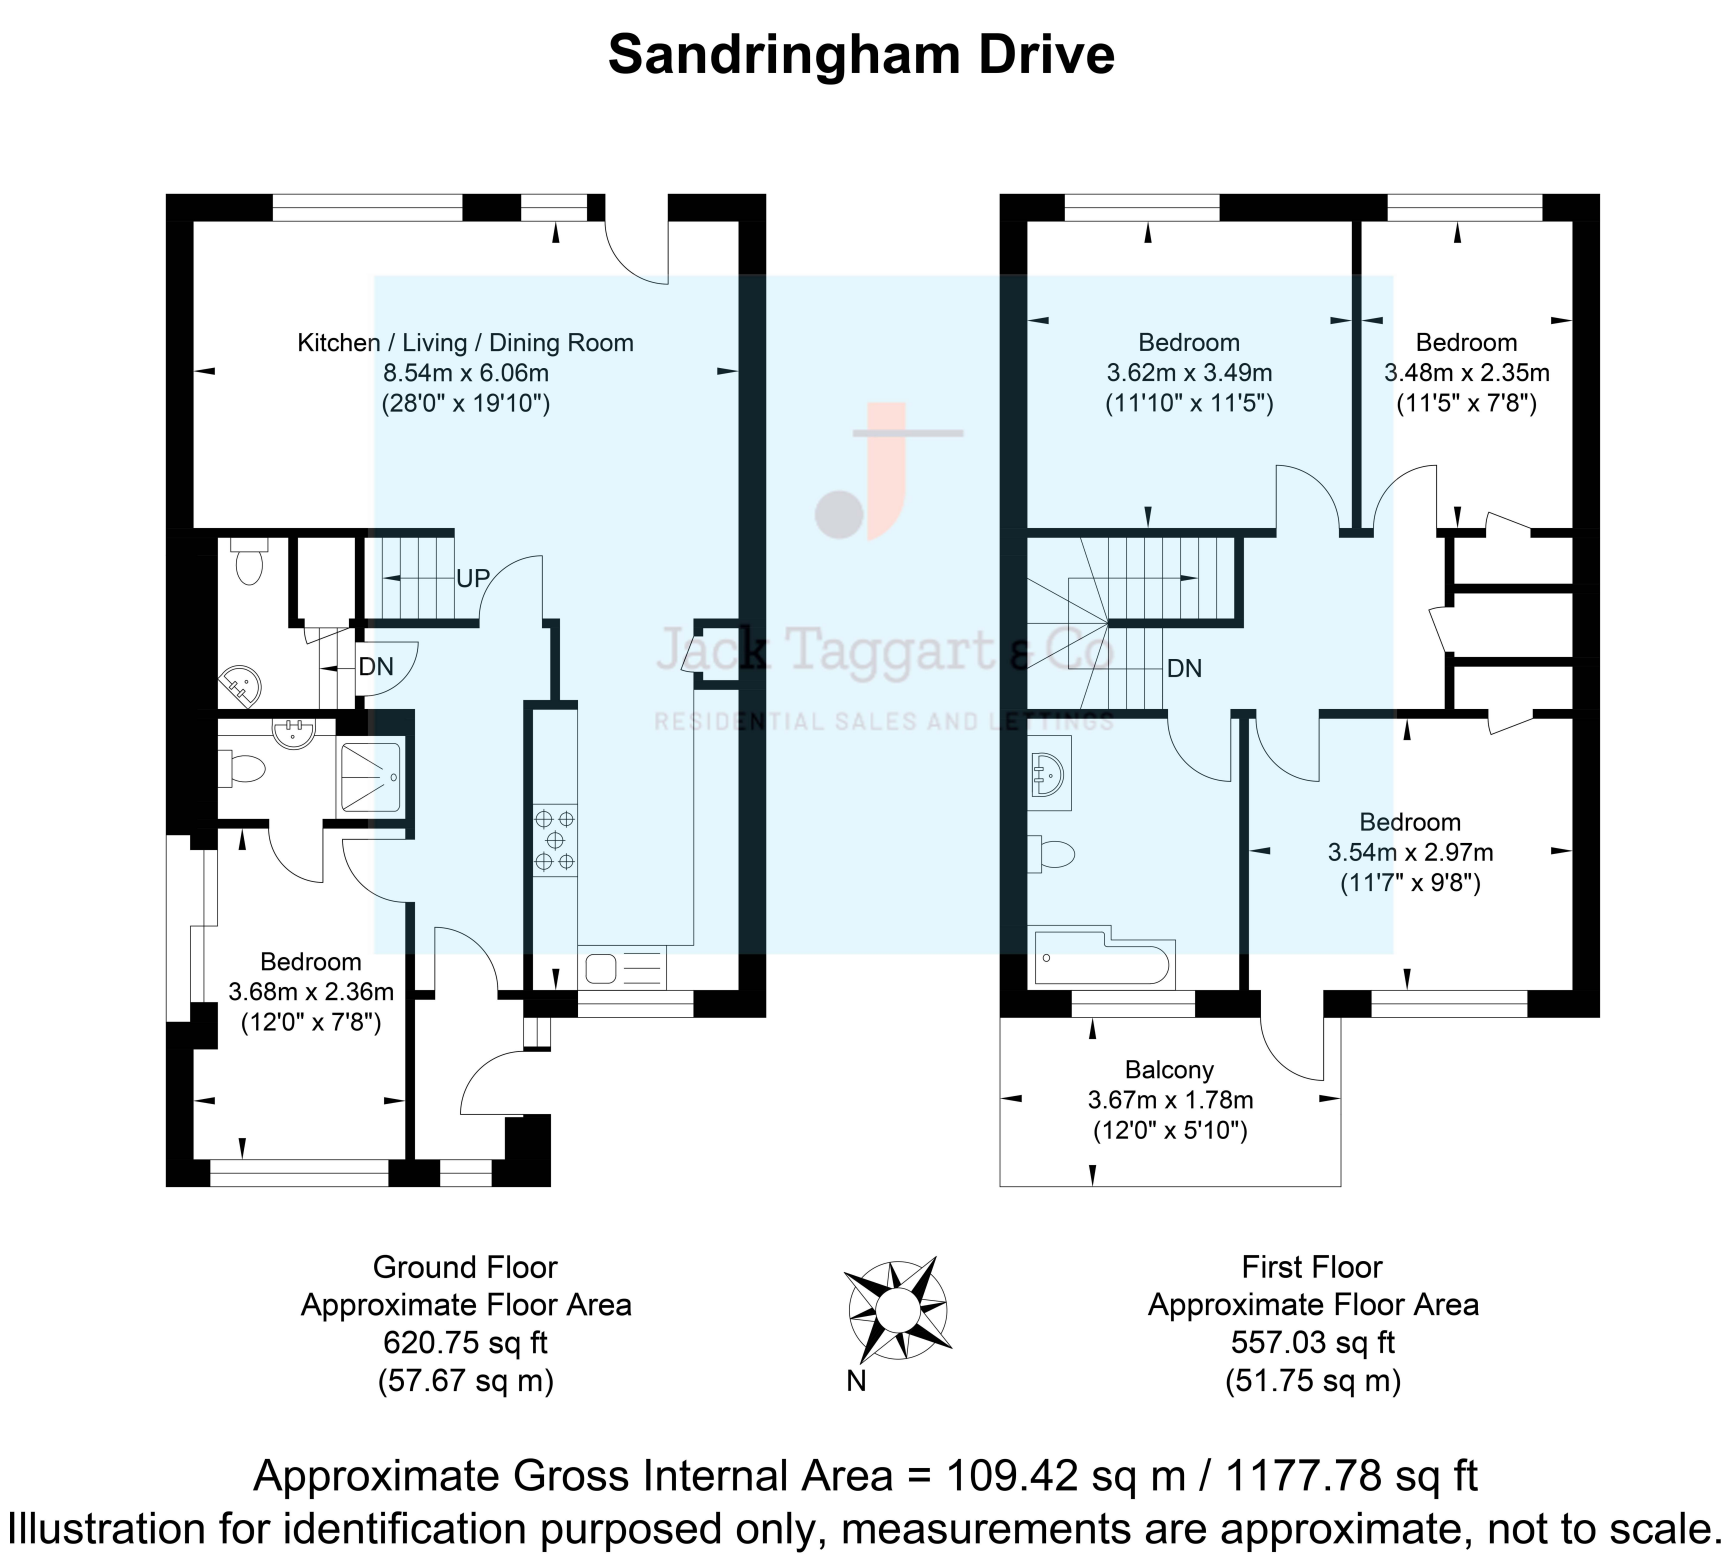 Sandringham Drive
Kitchen / Living / Dining Room
8.54m x 6.06m
(28'0" x 19'10")
UP
DN
Bedroom
3.68m x 2.36m
(12'0" x 7'8")
Bedroom
3.62m x 3.49m
(11'10" x 11'5")
Bedroom
3.48m x 2.35m
(11'5" x 7'8")
DN
Bedroom
3.54m x 2.97m
(11'7" x 9'8")
Balcony
3.67m x 1.78m
(12'0" x 5'10")
Jack Taggart & Co
RESIDENTIAL SALES AND LETTINGS
Ground Floor
Approximate Floor Area
620.75 sq ft
(57.67 sq m)
N
First Floor
Approximate Floor Area
557.03 sq ft
(51.75 sq m)
Approximate Gross Internal Area = 109.42 sq m / 1177.78 sq ft
Illustration for identification purposed only, measurements are approximate, not to scale.